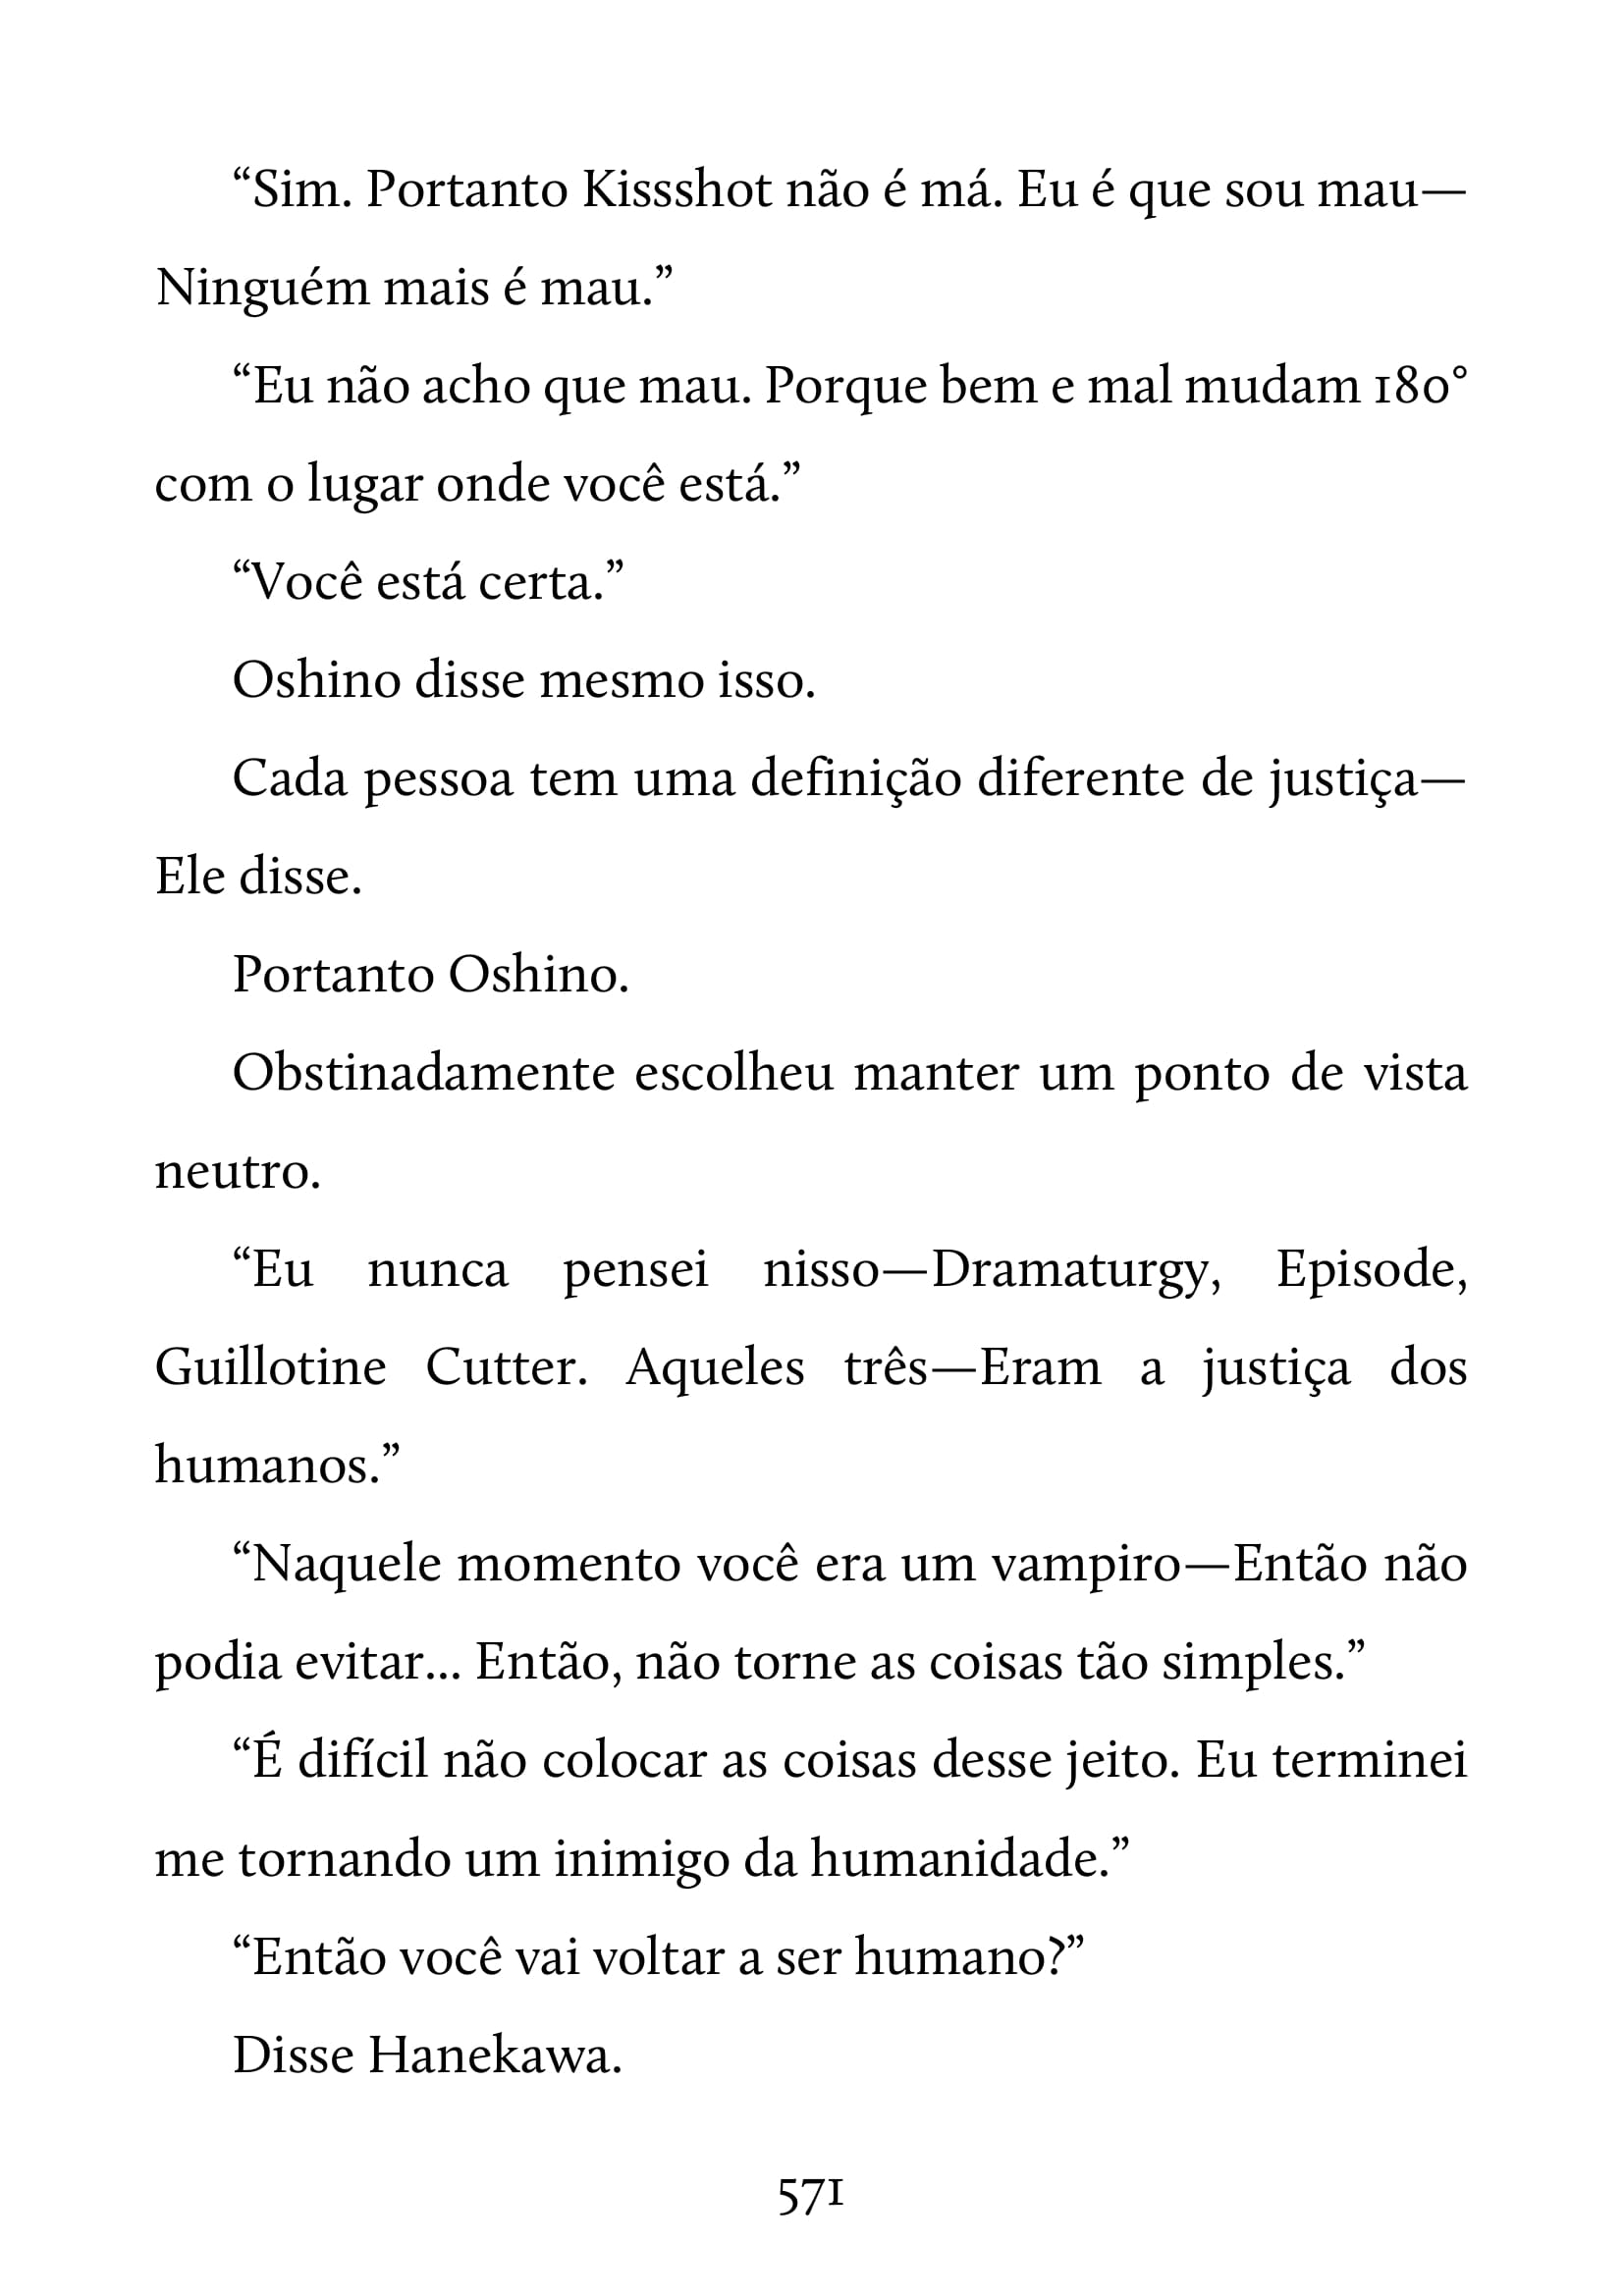 “Sim. Portanto Kissshot não é má. Eu é que sou mau—
Ninguém mais é mau.”
“Eu não acho que mau. Porque bem e mal mudam 180°
com o lugar onde você está.”
“Você está certa.”
Oshino disse mesmo isso.
Cada pessoa tem uma definição diferente de justiça—
Ele disse.
Portanto Oshino.
Obstinadamente escolheu manter um ponto de vista
neutro.
“Eu nunca pensei nisso—Dramaturgy, Episode,
Guillotine Cutter. Aqueles três—Eram a justiça dos
humanos.”
“Naquele momento você era um vampiro—Então não
podia evitar... Então, não torne as coisas tão simples.”
“É difícil não colocar as coisas desse jeito. Eu terminei
me tornando um inimigo da humanidade.”
“Então você vai voltar a ser humano?”
Disse Hanekawa.
571